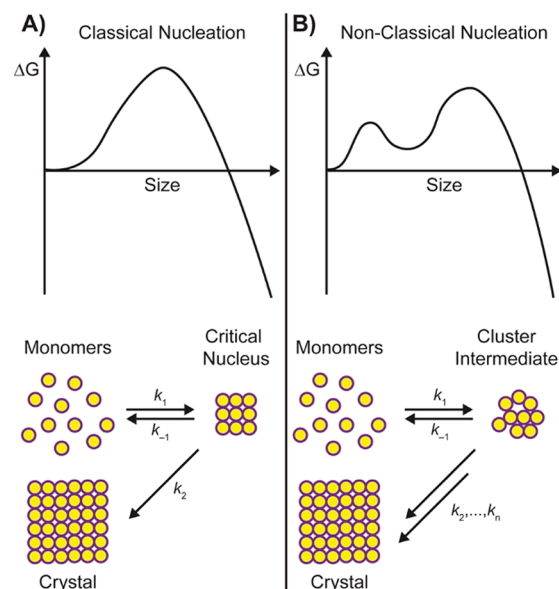 A)
Classical Nucleation
ΔG
Size
Monomers
Critical
Nucleus
k1
k–1
k2
Crystal
B)
Non-Classical Nucleation
ΔG
Size
Monomers
Cluster
Intermediate
k1
k–1
k2,...,kn
Crystal